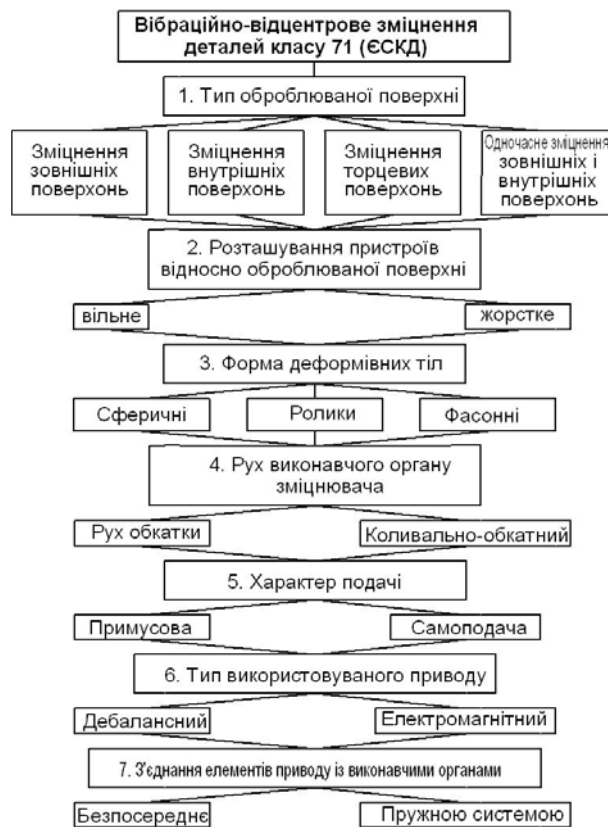 Вібраційно-відцентрове зміцнення
деталей класу 71 (ЄСКД)
1. Тип оброблюваної поверхні
Зміцнення
зовнішніх
поверхонь
Зміцнення
внутрішніх
поверхонь
Зміцнення
торцевих
поверхонь
Одночасне зміцнення
зовнішніх і
внутрішніх
поверхонь
2. Розташування пристроїв
відносно оброблюваної поверхні
вільне
жорстке
3. Форма деформівних тіл
Сферичні
Ролики
Фасонні
4. Рух виконавчого органу
зміцнювача
Рух обкатки
Коливально-обкатний
5. Характер подачі
Примусова
Самоподача
6. Тип використовуваного приводу
Дебалансний
Електромагнітний
7. З'єднання елементів приводу із виконавчими органами
Безпосереднє
Пружною системою